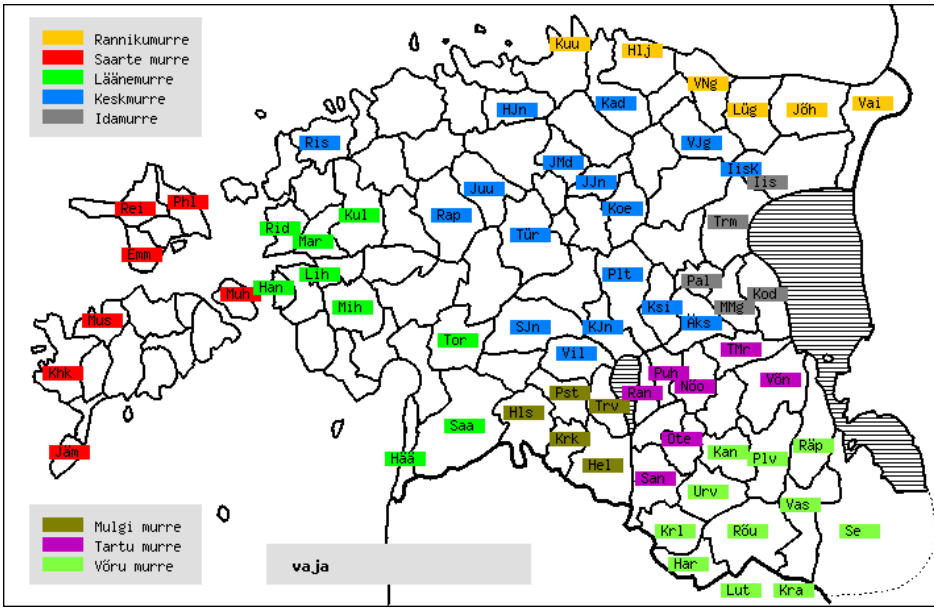 Rannikumurre
Saarte murre
Läänemurre
Keskmurre
Idamurre
Kuu
Hlj
VNg
Lüg
Jõh
Vai
HJn
Kad
Ris
VJg
JMd
IisK
JJn
Iis
Juu
Phl
Rei
Kul
Rap
Koe
Rid
Mar
Trm
Tür
Emm
Lih
Plt
Pal
Han
Muh
Kod
Mih
Ksi
MMg
Mus
SJn
KJn
Äks
Tor
TMr
Vil
Khk
Puh
Nõo
Võn
Pst
Ran
Trv
Hls
Saa
Krk
Ote
Jäm
Hää
Kan
Plv
Räp
Hel
San
Urv
Vas
Krl
Rõu
Se
Har
Lut
Kra
Mulgi murre
Tartu murre
Võru murre
vaja